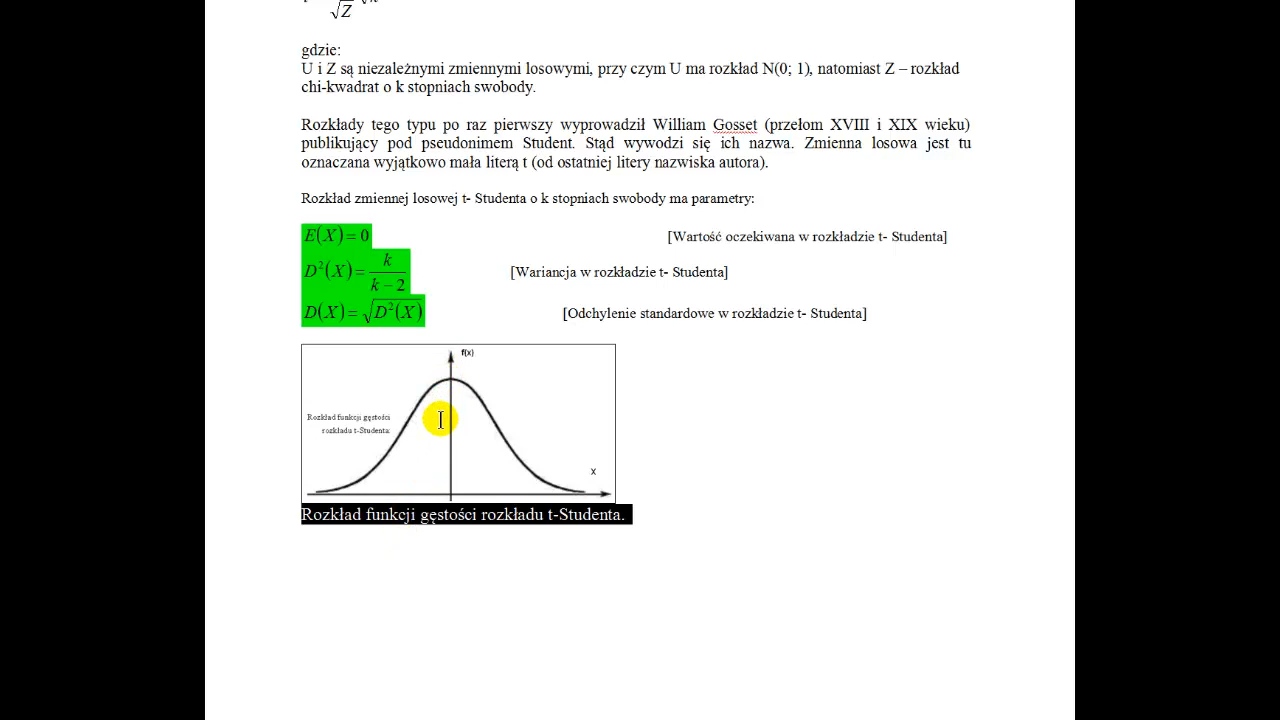 √Z
gdzie:
U i Z są niezależnymi zmiennymi losowymi, przy czym U ma rozkład N(0; 1), natomiast Z – rozkład
chi-kwadrat o k stopniach swobody.
Rozkłady tego typu po raz pierwszy wyprowadził William Gosset (przełom XVIII i XIX wieku)
publikujący pod pseudonimem Student. Stąd wywodzi się ich nazwa. Zmienna losowa jest tu
oznaczana wyjątkowo mała literą t (od ostatniej litery nazwiska autora).
Rozkład zmiennej losowej t- Studenta o k stopniach swobody ma parametry:
E(X) = 0 [Wartość oczekiwana w rozkładzie t- Studenta]
D²(X) = k / (k − 2) [Wariancja w rozkładzie t- Studenta]
D(X) = √D²(X) [Odchylenie standardowe w rozkładzie t- Studenta]
f(x)
Rozkład funkcji gęstości
rozkładu t-Studenta:
x
Rozkład funkcji gęstości rozkładu t-Studenta.